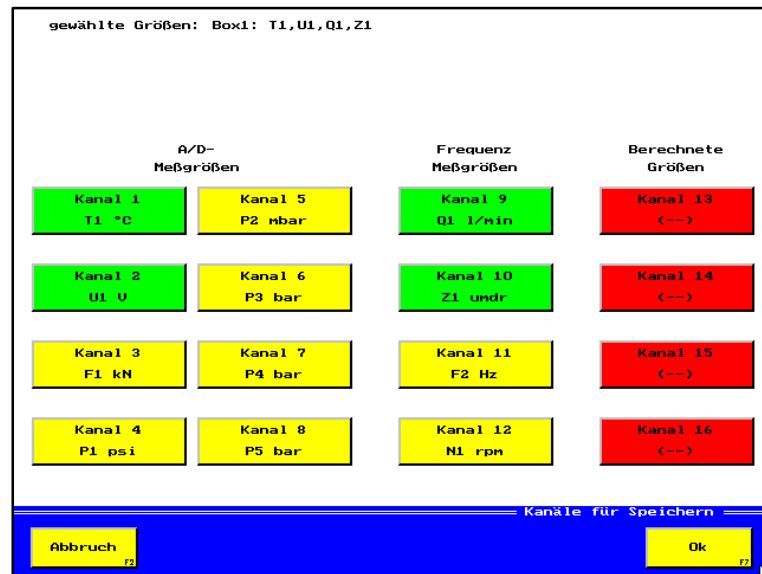 gewählte Größen: Box1: T1,U1,Q1,Z1
A/D-
Meßgrößen
Frequenz
Meßgrößen
Berechnete
Größen
Kanal 1
T1 °C
Kanal 5
P2 mbar
Kanal 9
Q1 l/min
Kanal 13
(--)
Kanal 2
U1 V
Kanal 6
P3 bar
Kanal 10
Z1 umdr
Kanal 14
(--)
Kanal 3
F1 kN
Kanal 7
P4 bar
Kanal 11
F2 Hz
Kanal 15
(--)
Kanal 4
P1 psi
Kanal 8
P5 bar
Kanal 12
N1 rpm
Kanal 16
(--)
Kanäle für Speichern
Abbruch
F2
Ok
F7